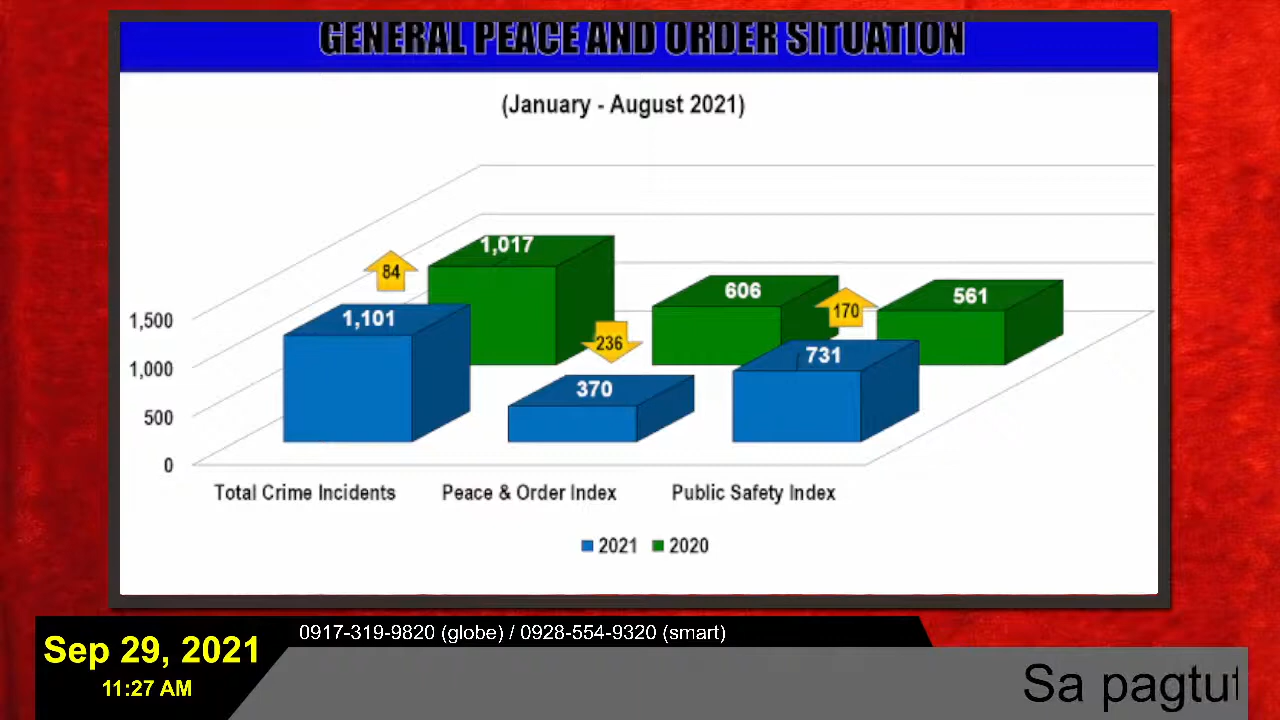 GENERAL PEACE AND ORDER SITUATION
(January - August 2021)
1,017
84
606
561
1,101
170
1,500
236
731
1,000
370
500
0
Total Crime Incidents Peace & Order Index Public Safety Index
2021 2020
0917-319-9820 (globe) / 0928-554-9320 (smart)
Sep 29, 2021
11:27 AM
Sa